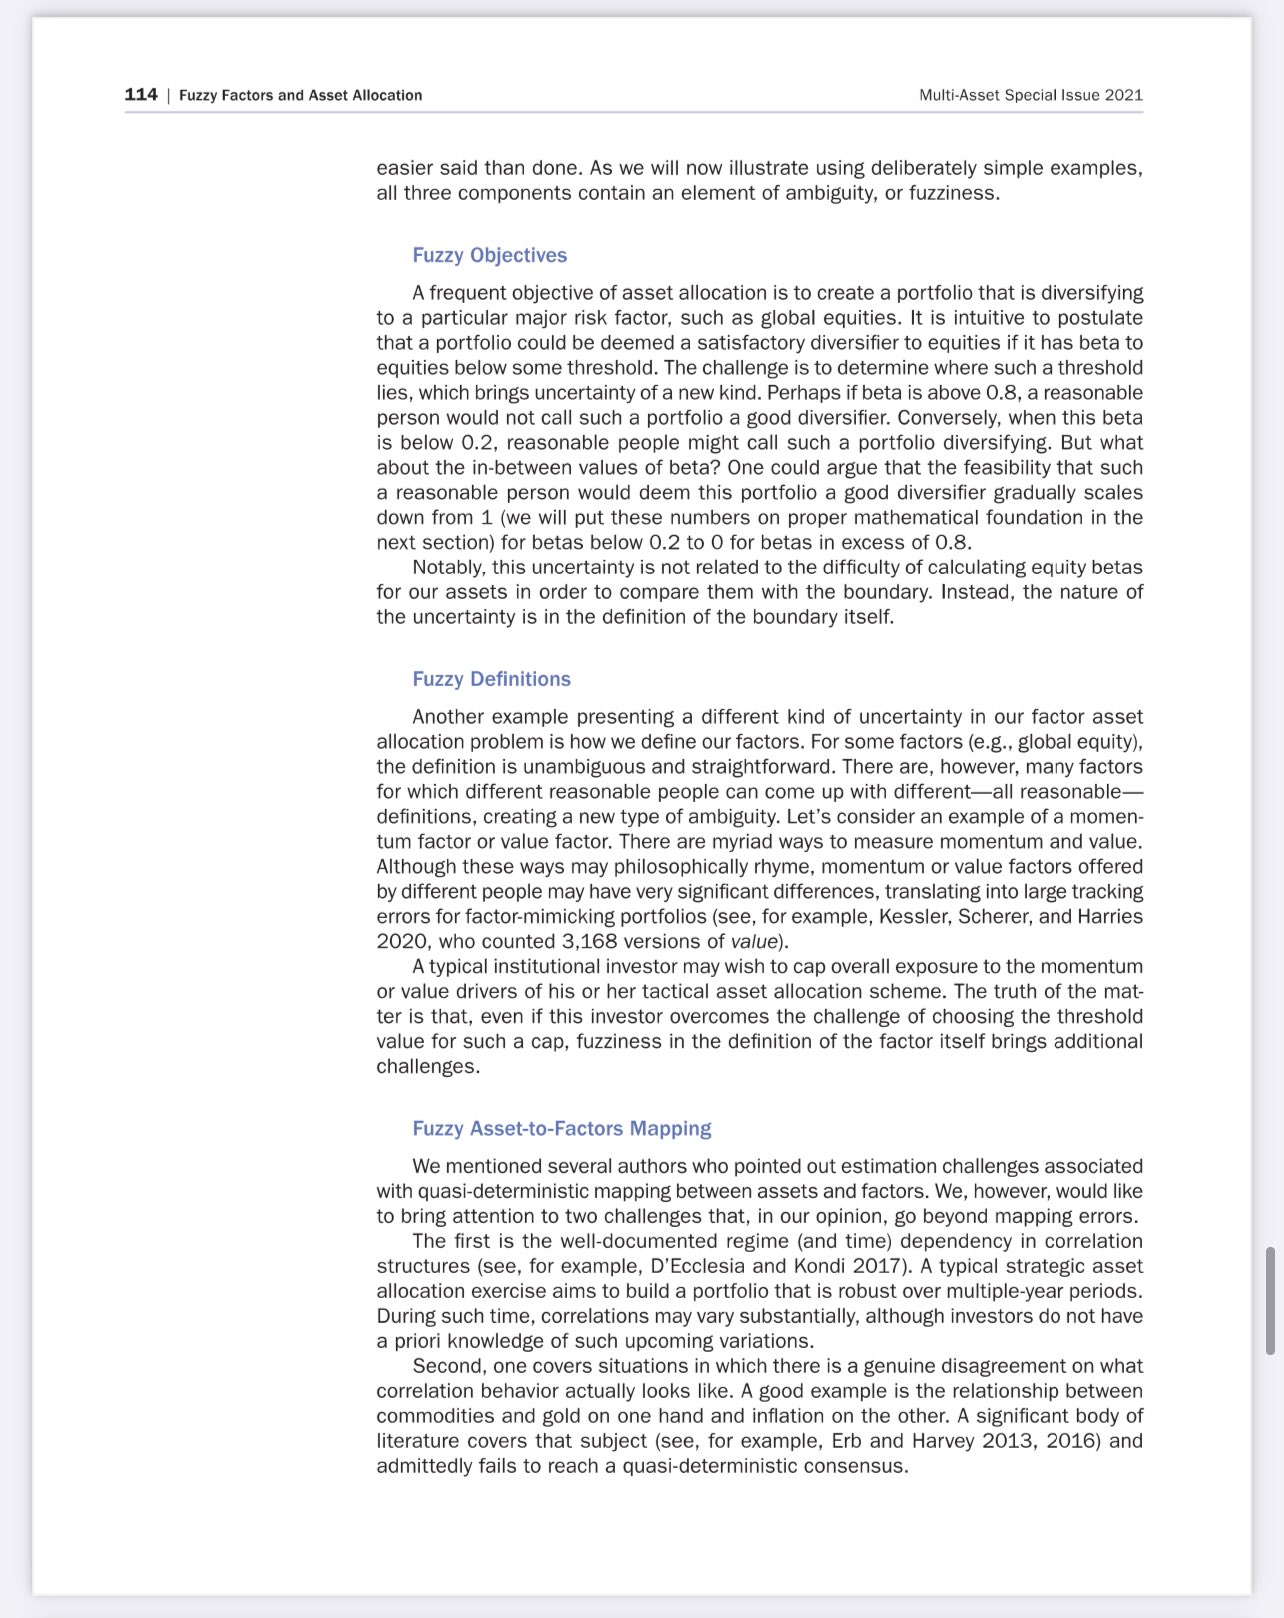 114 | Fuzzy Factors and Asset Allocation
Multi-Asset Special Issue 2021
easier said than done. As we will now illustrate using deliberately simple examples,
all three components contain an element of ambiguity, or fuzziness.
Fuzzy Objectives
A frequent objective of asset allocation is to create a portfolio that is diversifying
to a particular major risk factor, such as global equities. It is intuitive to postulate
that a portfolio could be deemed a satisfactory diversifier to equities if it has beta to
equities below some threshold. The challenge is to determine where such a threshold
lies, which brings uncertainty of a new kind. Perhaps if beta is above 0.8, a reasonable
person would not call such a portfolio a good diversifier. Conversely, when this beta
is below 0.2, reasonable people might call such a portfolio diversifying. But what
about the in-between values of beta? One could argue that the feasibility that such
a reasonable person would deem this portfolio a good diversifier gradually scales
down from 1 (we will put these numbers on proper mathematical foundation in the
next section) for betas below 0.2 to 0 for betas in excess of 0.8.
Notably, this uncertainty is not related to the difficulty of calculating equity betas
for our assets in order to compare them with the boundary. Instead, the nature of
the uncertainty is in the definition of the boundary itself.
Fuzzy Definitions
Another example presenting a different kind of uncertainty in our factor asset
allocation problem is how we define our factors. For some factors (e.g., global equity),
the definition is unambiguous and straightforward. There are, however, many factors
for which different reasonable people can come up with different—all reasonable—
definitions, creating a new type of ambiguity. Let's consider an example of a momen-
tum factor or value factor. There are myriad ways to measure momentum and value.
Although these ways may philosophically rhyme, momentum or value factors offered
by different people may have very significant differences, translating into large tracking
errors for factor-mimicking portfolios (see, for example, Kessler, Scherer, and Harries
2020, who counted 3,168 versions of value).
A typical institutional investor may wish to cap overall exposure to the momentum
or value drivers of his or her tactical asset allocation scheme. The truth of the mat-
ter is that, even if this investor overcomes the challenge of choosing the threshold
value for such a cap, fuzziness in the definition of the factor itself brings additional
challenges.
Fuzzy Asset-to-Factors Mapping
We mentioned several authors who pointed out estimation challenges associated
with quasi-deterministic mapping between assets and factors. We, however, would like
to bring attention to two challenges that, in our opinion, go beyond mapping errors.
The first is the well-documented regime (and time) dependency in correlation
structures (see, for example, D'Ecclesia and Kondi 2017). A typical strategic asset
allocation exercise aims to build a portfolio that is robust over multiple-year periods.
During such time, correlations may vary substantially, although investors do not have
a priori knowledge of such upcoming variations.
Second, one covers situations in which there is a genuine disagreement on what
correlation behavior actually looks like. A good example is the relationship between
commodities and gold on one hand and inflation on the other. A significant body of
literature covers that subject (see, for example, Erb and Harvey 2013, 2016) and
admittedly fails to reach a quasi-deterministic consensus.